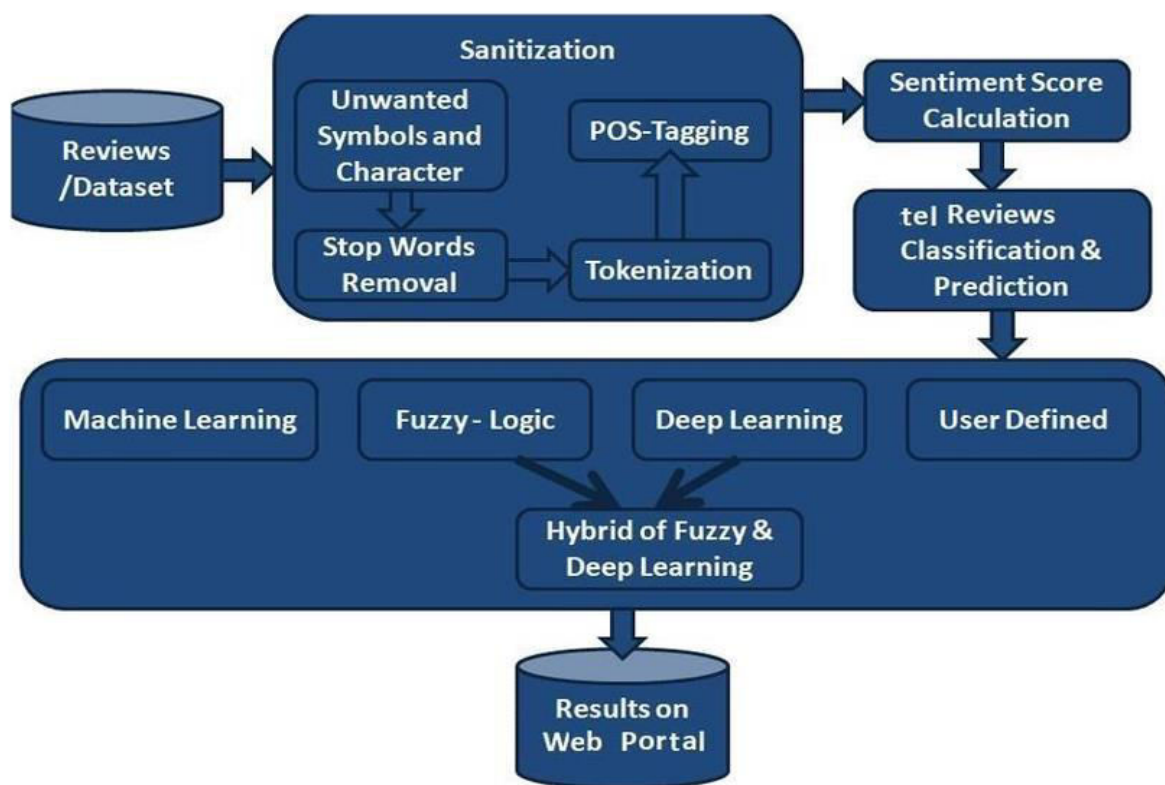 Sanitization
Reviews
/Dataset
Unwanted
Symbols and
Character
Stop Words
Removal
Tokenization
POS-Tagging
Sentiment Score
Calculation
tel Reviews
Classification &
Prediction
Machine Learning
Fuzzy - Logic
Deep Learning
User Defined
Hybrid of Fuzzy &
Deep Learning
Results on
Web Portal